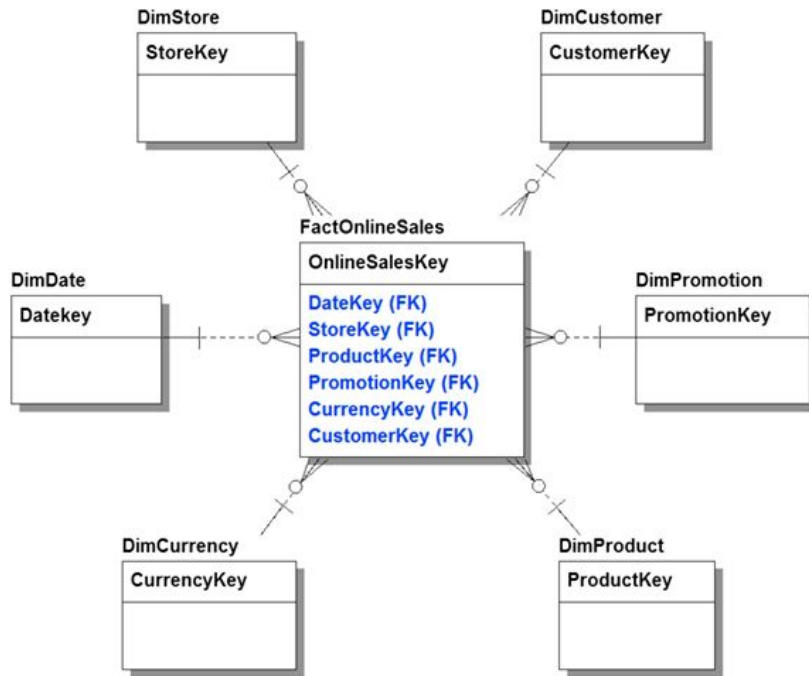 DimStore
StoreKey
DimCustomer
CustomerKey
FactOnlineSales
OnlineSalesKey
DateKey (FK)
StoreKey (FK)
ProductKey (FK)
PromotionKey (FK)
CurrencyKey (FK)
CustomerKey (FK)
DimDate
Datekey
DimPromotion
PromotionKey
DimCurrency
CurrencyKey
DimProduct
ProductKey